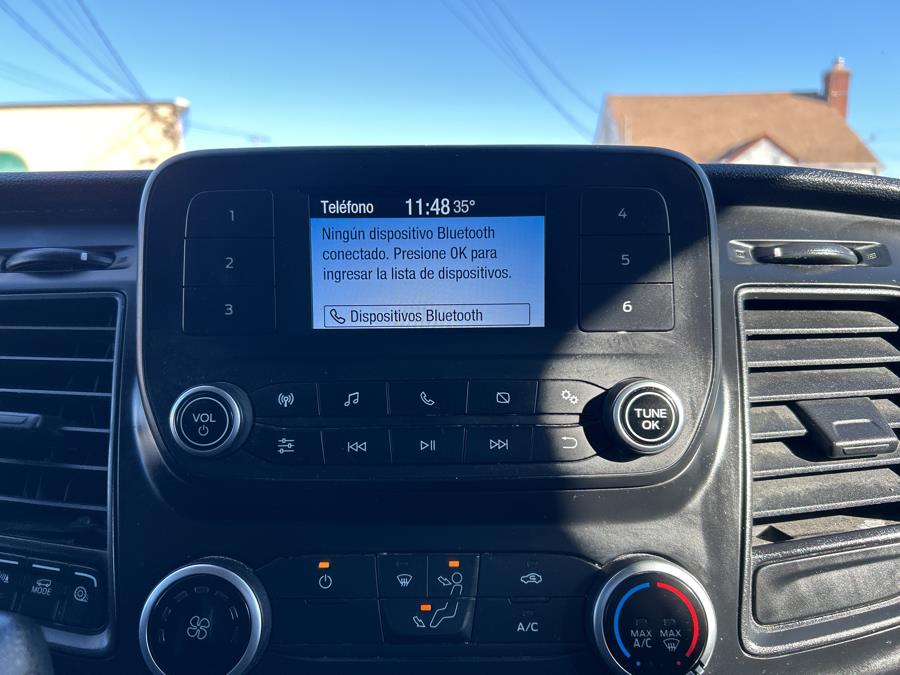 Teléfono 11:48 35°
Ningún dispositivo Bluetooth
conectado. Presione OK para
ingresar la lista de dispositivos.
Dispositivos Bluetooth
1
2
3
4
5
6
VOL
TUNE
OK
MODE
A/C
MAX
A/C
MAX